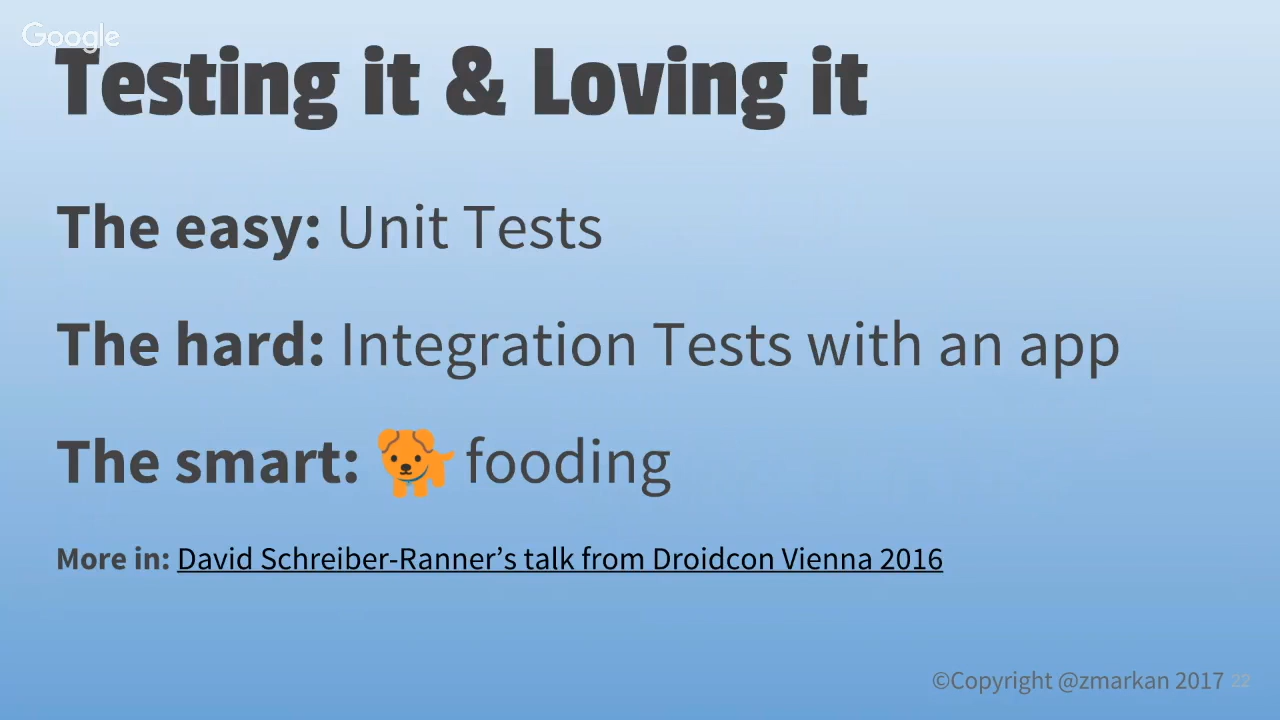 Google
Testing it & Loving it
The easy: Unit Tests
The hard: Integration Tests with an app
The smart: 🐕 fooding
More in: David Schreiber-Ranner’s talk from Droidcon Vienna 2016
©Copyright @zmarkan 2017 22